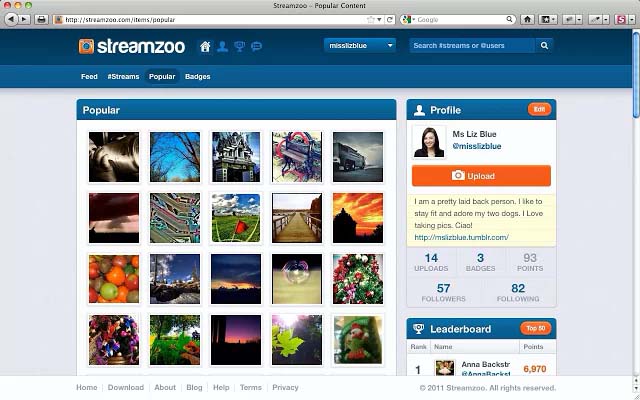 Streamzoo – Popular Content
http://streamzoo.com/items/popular
Google
streamzoo
misslizblue
Search #streams or @users
Feed
#Streams
Popular
Badges
Popular
Profile
Edit
Ms Liz Blue
@misslizblue
Upload
I am a pretty laid back person. I like to
stay fit and adore my two dogs. I Love
taking pics. Ciao!
http://mslizblue.tumblr.com/
14
UPLOADS
3
BADGES
93
POINTS
57
FOLLOWERS
82
FOLLOWING
Leaderboard
Top 50
Rank
Name
Points
1
Anna Backstr
@AnnaBackst
6,970
Home
Download
About
Blog
Help
Terms
Privacy
© 2011 Streamzoo. All rights reserved.